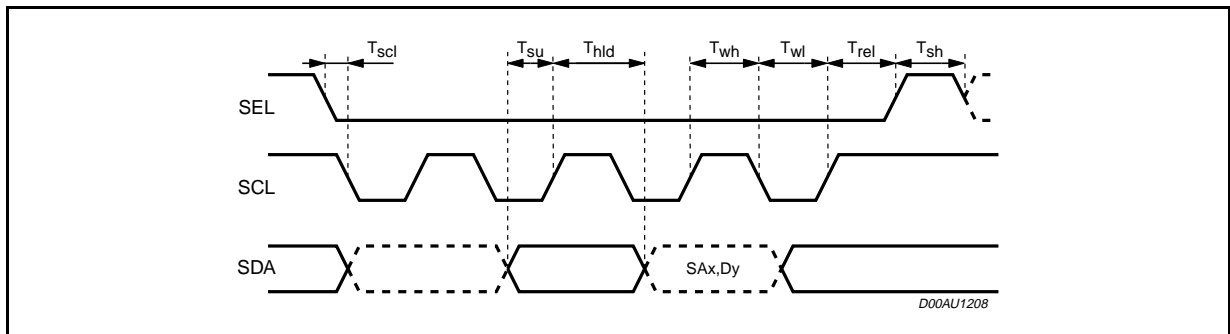 Tscl Tsu Thld Twh Twl Trel Tsh
SEL
SCL
SDA SAx,Dy
D00AU1208